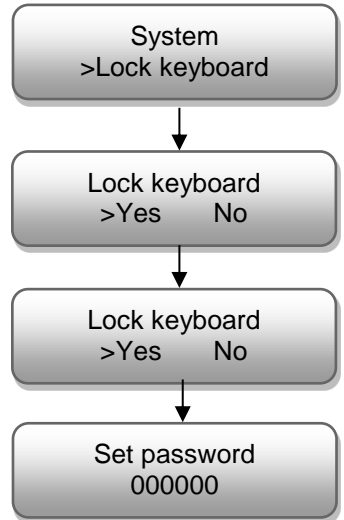 System
>Lock keyboard
Lock keyboard
>Yes No
Lock keyboard
>Yes No
Set password
000000